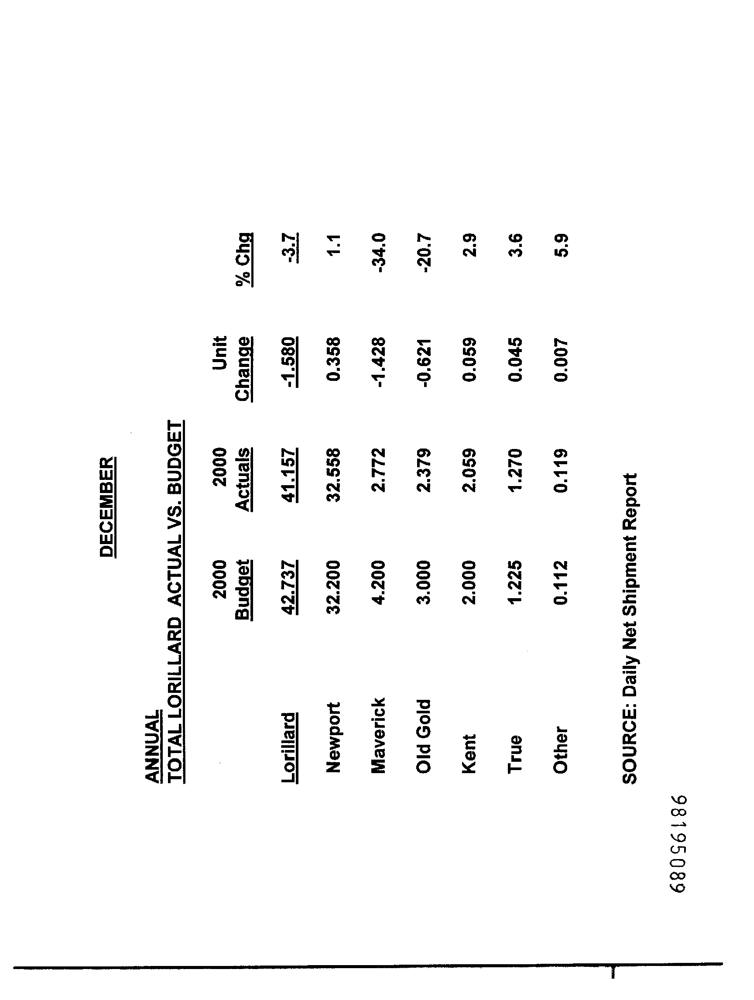 DECEMBER
ANNUAL
TOTAL LORILLARD ACTUAL VS. BUDGET
2000 2000 Unit
Budget Actuals Change % Chg
Lorillard 42.737 41.157 -1.580 -3.7
Newport 32.200 32.558 0.358 1.1
Maverick 4.200 2.772 -1.428 -34.0
Old Gold 3.000 2.379 -0.621 -20.7
Kent 2.000 2.059 0.059 2.9
True 1.225 1.270 0.045 3.6
Other 0.112 0.119 0.007 5.9
SOURCE: Daily Net Shipment Report
98195089